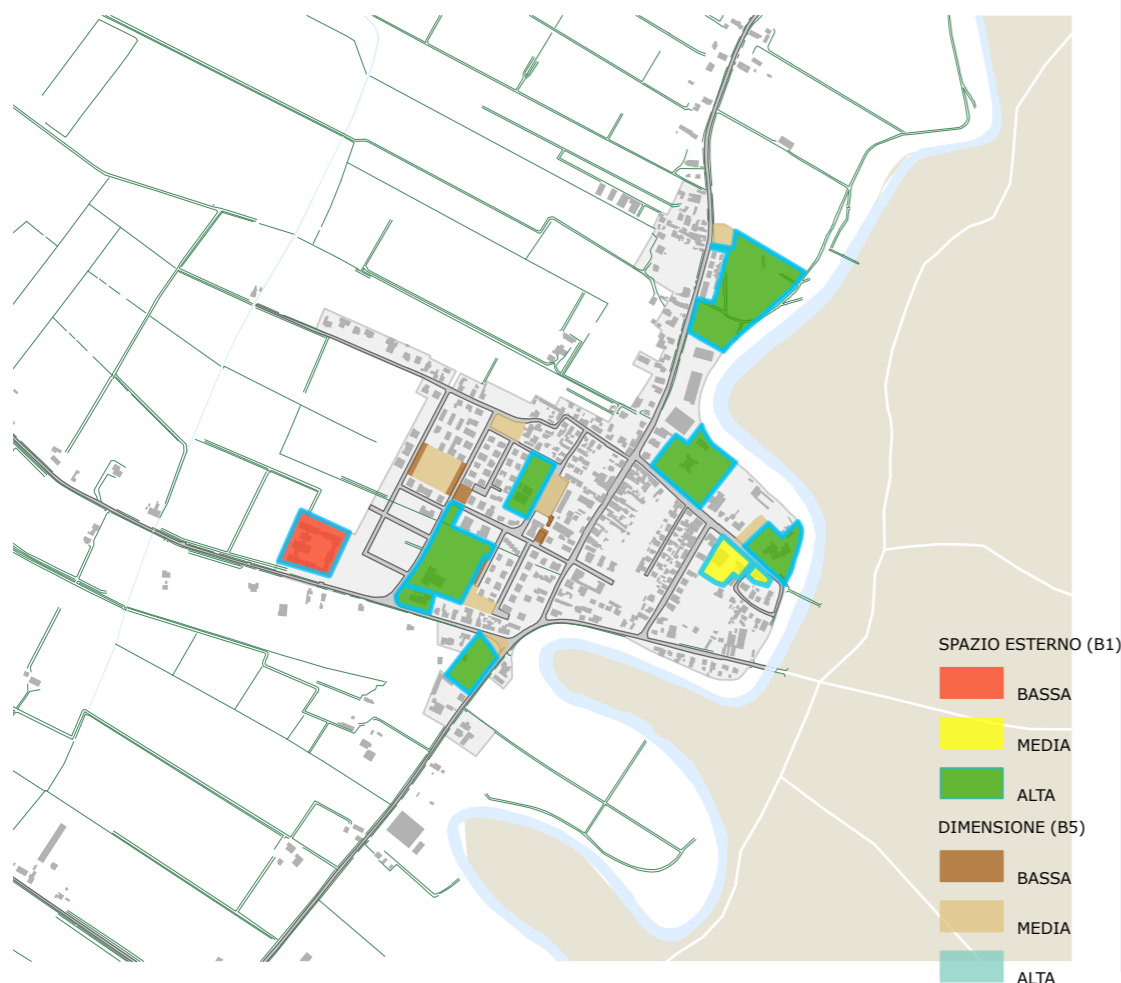 SPAZIO ESTERNO (B1)
BASSA
MEDIA
ALTA
DIMENSIONE (B5)
BASSA
MEDIA
ALTA